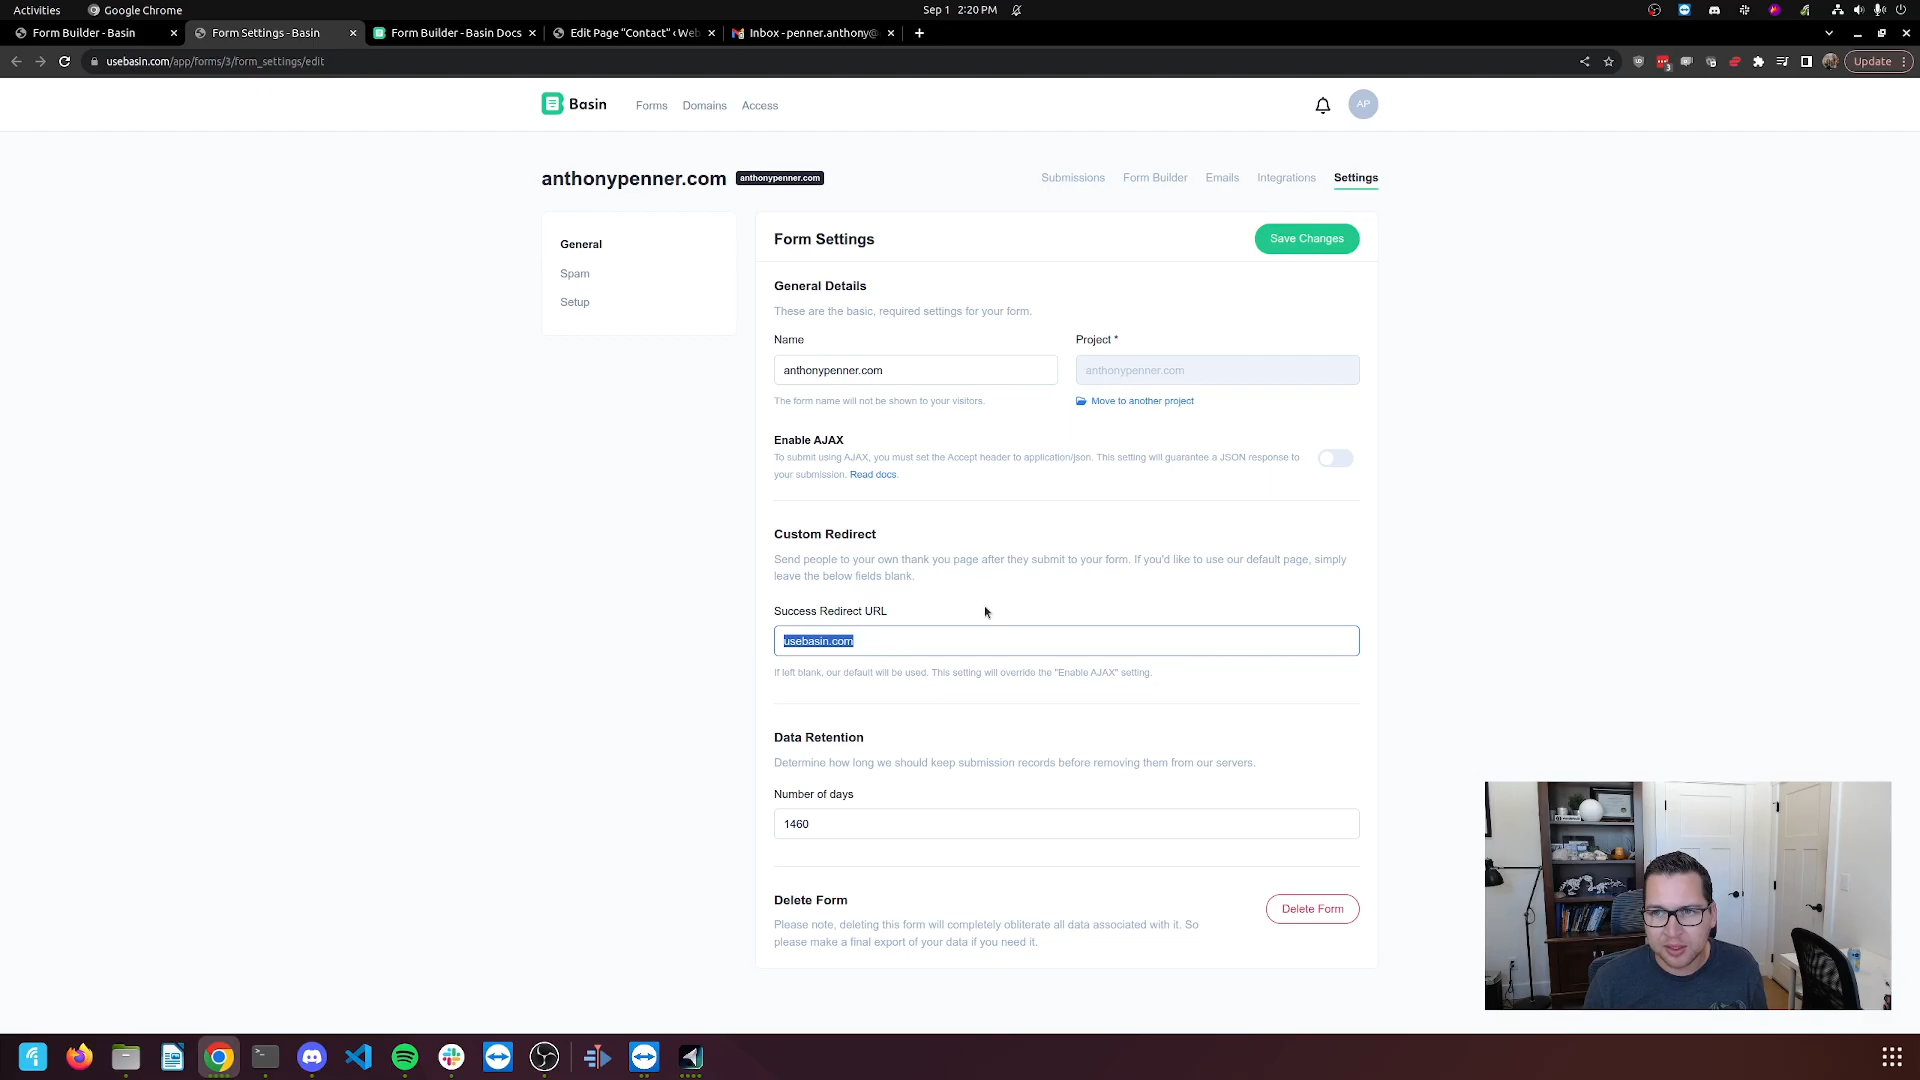 Activities
Google Chrome
Sep 1 2:20 PM
Form Builder - Basin
Form Settings - Basin
Form Builder - Basin Docs
Edit Page "Contact" ‹ Web
Inbox - penner.anthony@
usebasin.com/app/forms/3/form_settings/edit
3
Update
Basin
Forms
Domains
Access
AP
anthonypenner.com
anthonypenner.com
Submissions
Form Builder
Emails
Integrations
Settings
General
Spam
Setup
Form Settings
Save Changes
General Details
These are the basic, required settings for your form.
Name
Project *
anthonypenner.com
anthonypenner.com
The form name will not be shown to your visitors.
Move to another project
Enable AJAX
To submit using AJAX, you must set the Accept header to application/json. This setting will guarantee a JSON response to
your submission. Read docs.
Custom Redirect
Send people to your own thank you page after they submit to your form. If you'd like to use our default page, simply
leave the below fields blank.
Success Redirect URL
usebasin.com
If left blank, our default will be used. This setting will override the "Enable AJAX" setting.
Data Retention
Determine how long we should keep submission records before removing them from our servers.
Number of days
1460
Delete Form
Delete Form
Please note, deleting this form will completely obliterate all data associated with it. So
please make a final export of your data if you need it.